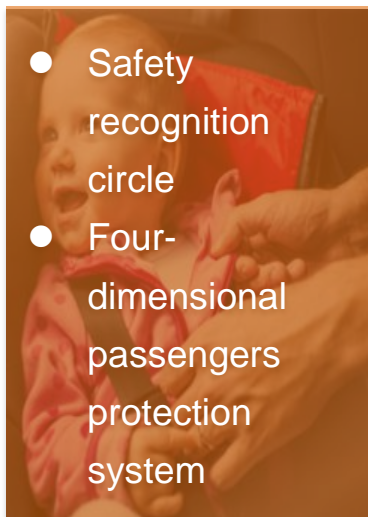 ● Safety
recognition
circle
● Four-
dimensional
passengers
protection
system